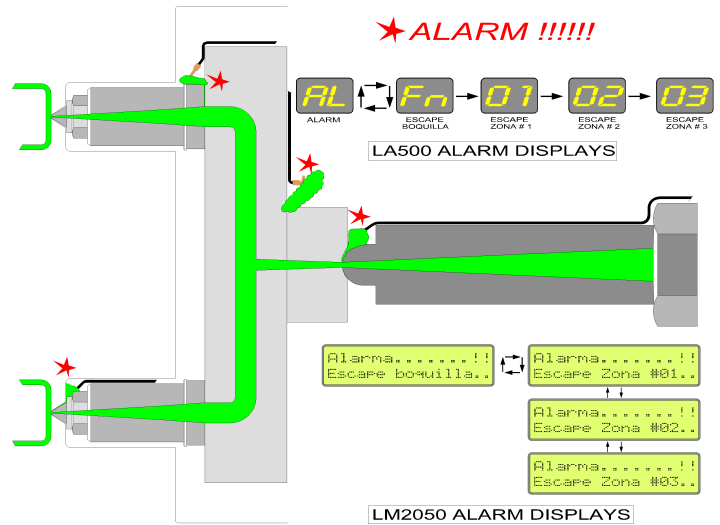 ALARM !!!!!!
AL Fn 01 02 03
ALARM
ESCAPE BOQUILLA
ESCAPE ZONA # 1
ESCAPE ZONA # 2
ESCAPE ZONA # 3
LA500 ALARM DISPLAYS
Alarma.......!!
Escape boquilla..
Alarma.......!!
Escape Zona #01..
Alarma.......!!
Escape Zona #02..
Alarma.......!!
Escape Zona #03..
LM2050 ALARM DISPLAYS